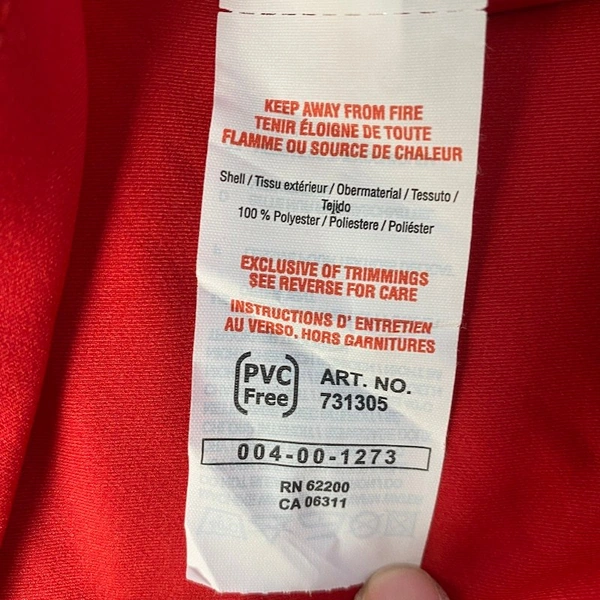 KEEP AWAY FROM FIRE
TENIR ÉLOIGNE DE TOUTE
FLAMME OU SOURCE DE CHALEUR
Shell / Tissu extérieur / Obermaterial / Tessuto /
Tejido
100 % Polyester / Poliestere / Poliéster
EXCLUSIVE OF TRIMMINGS
SEE REVERSE FOR CARE
INSTRUCTIONS D' ENTRETIEN
AU VERSO. HORS GARNITURES
PVC
Free
ART. NO.
731305
004-00-1273
RN 62200
CA 06311